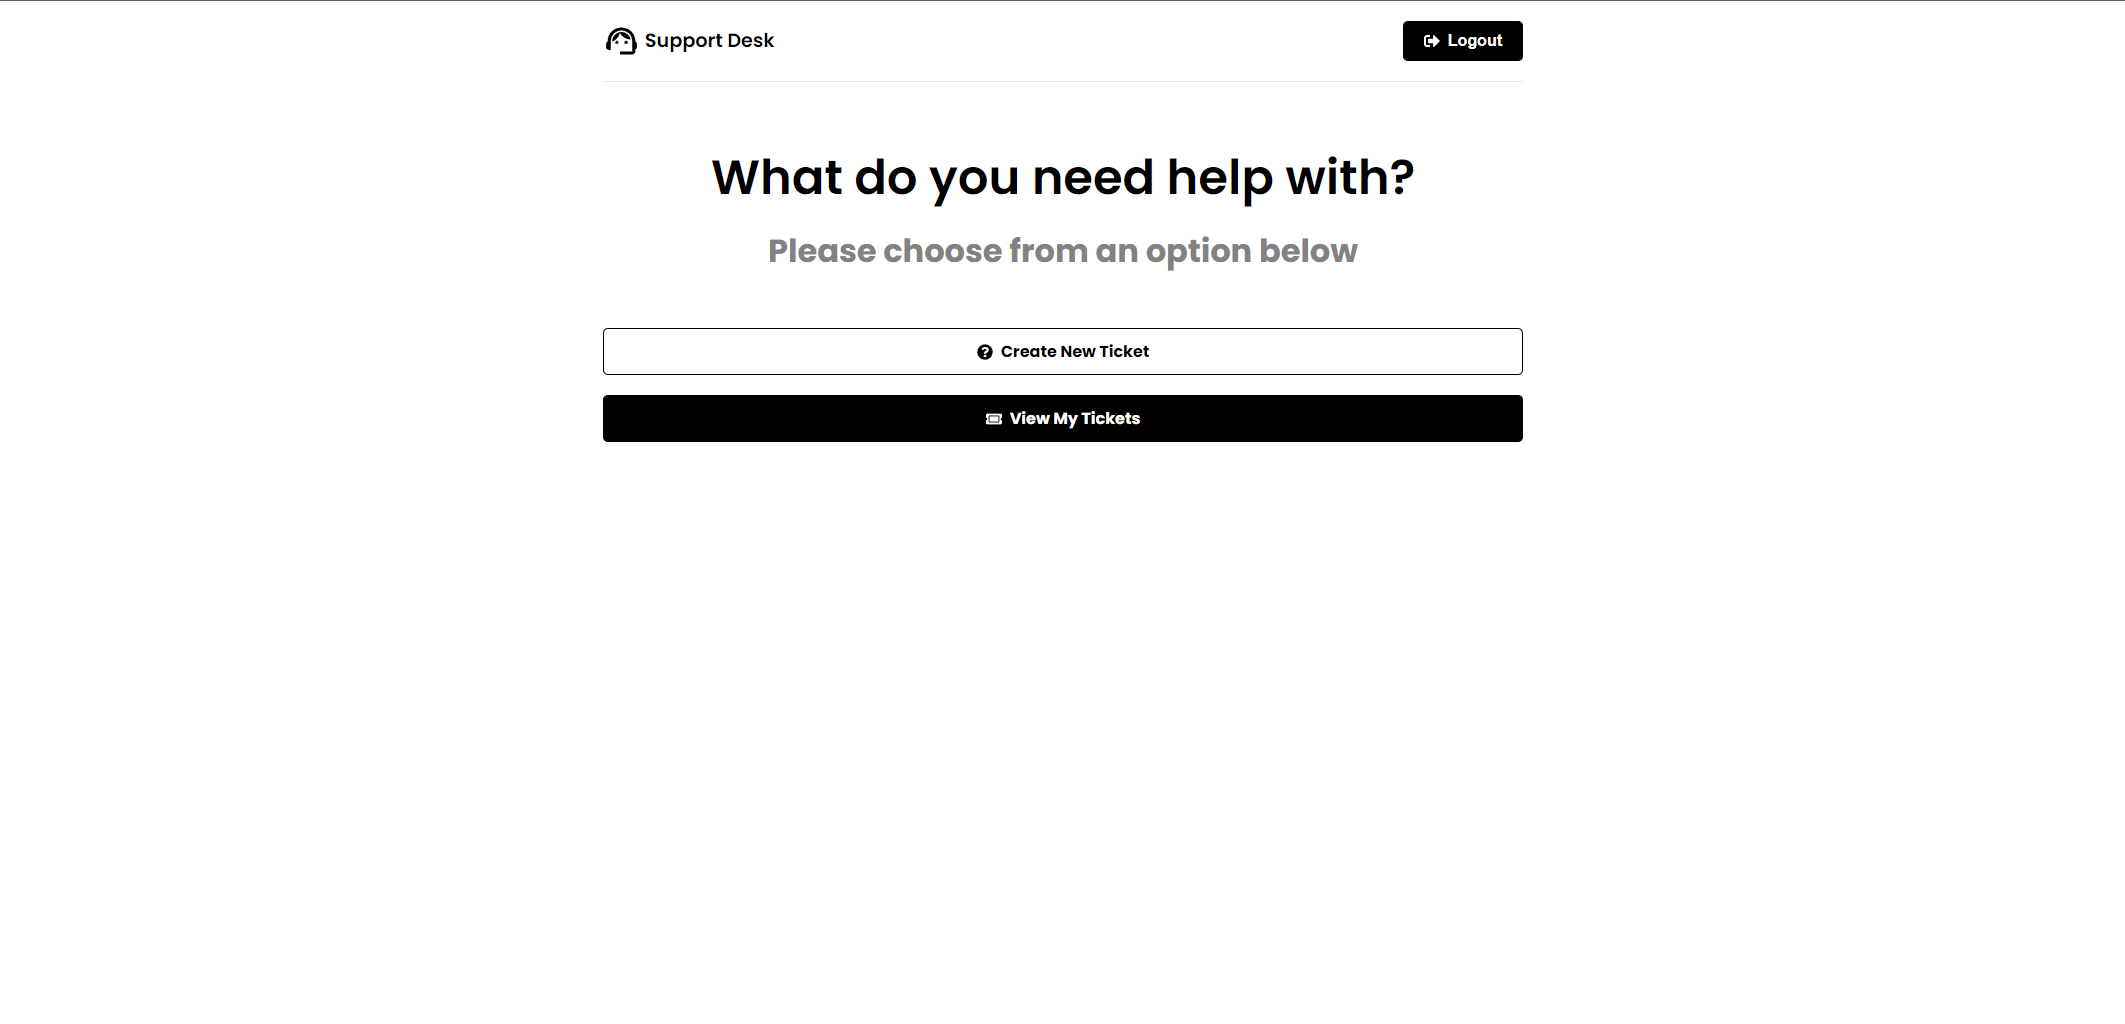 Support Desk
Logout
What do you need help with?
Please choose from an option below
Create New Ticket
View My Tickets